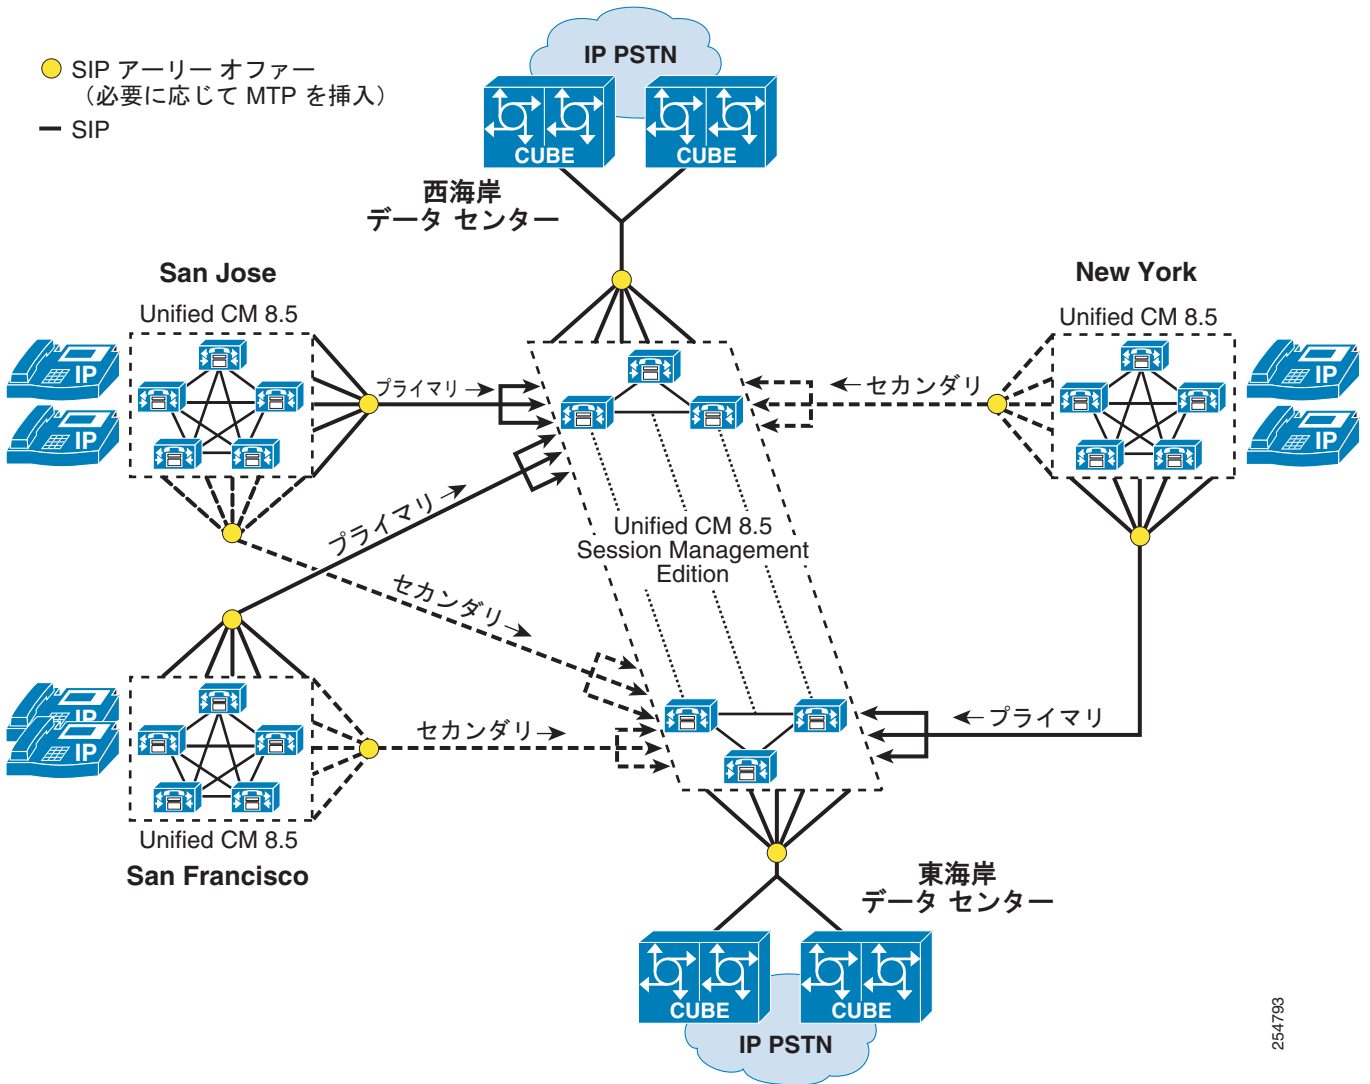 IP PSTN
SIP アーリー オファー
（必要に応じて MTP を挿入）
SIP
CUBE
CUBE
西海岸
データ センター
San Jose
Unified CM 8.5
IP
IP
プライマリ
New York
Unified CM 8.5
IP
IP
セカンダリ
プライマリ
Unified CM 8.5
Session Management
Edition
セカンダリ
セカンダリ
プライマリ
IP
IP
Unified CM 8.5
San Francisco
東海岸
データ センター
CUBE
CUBE
IP PSTN
254793